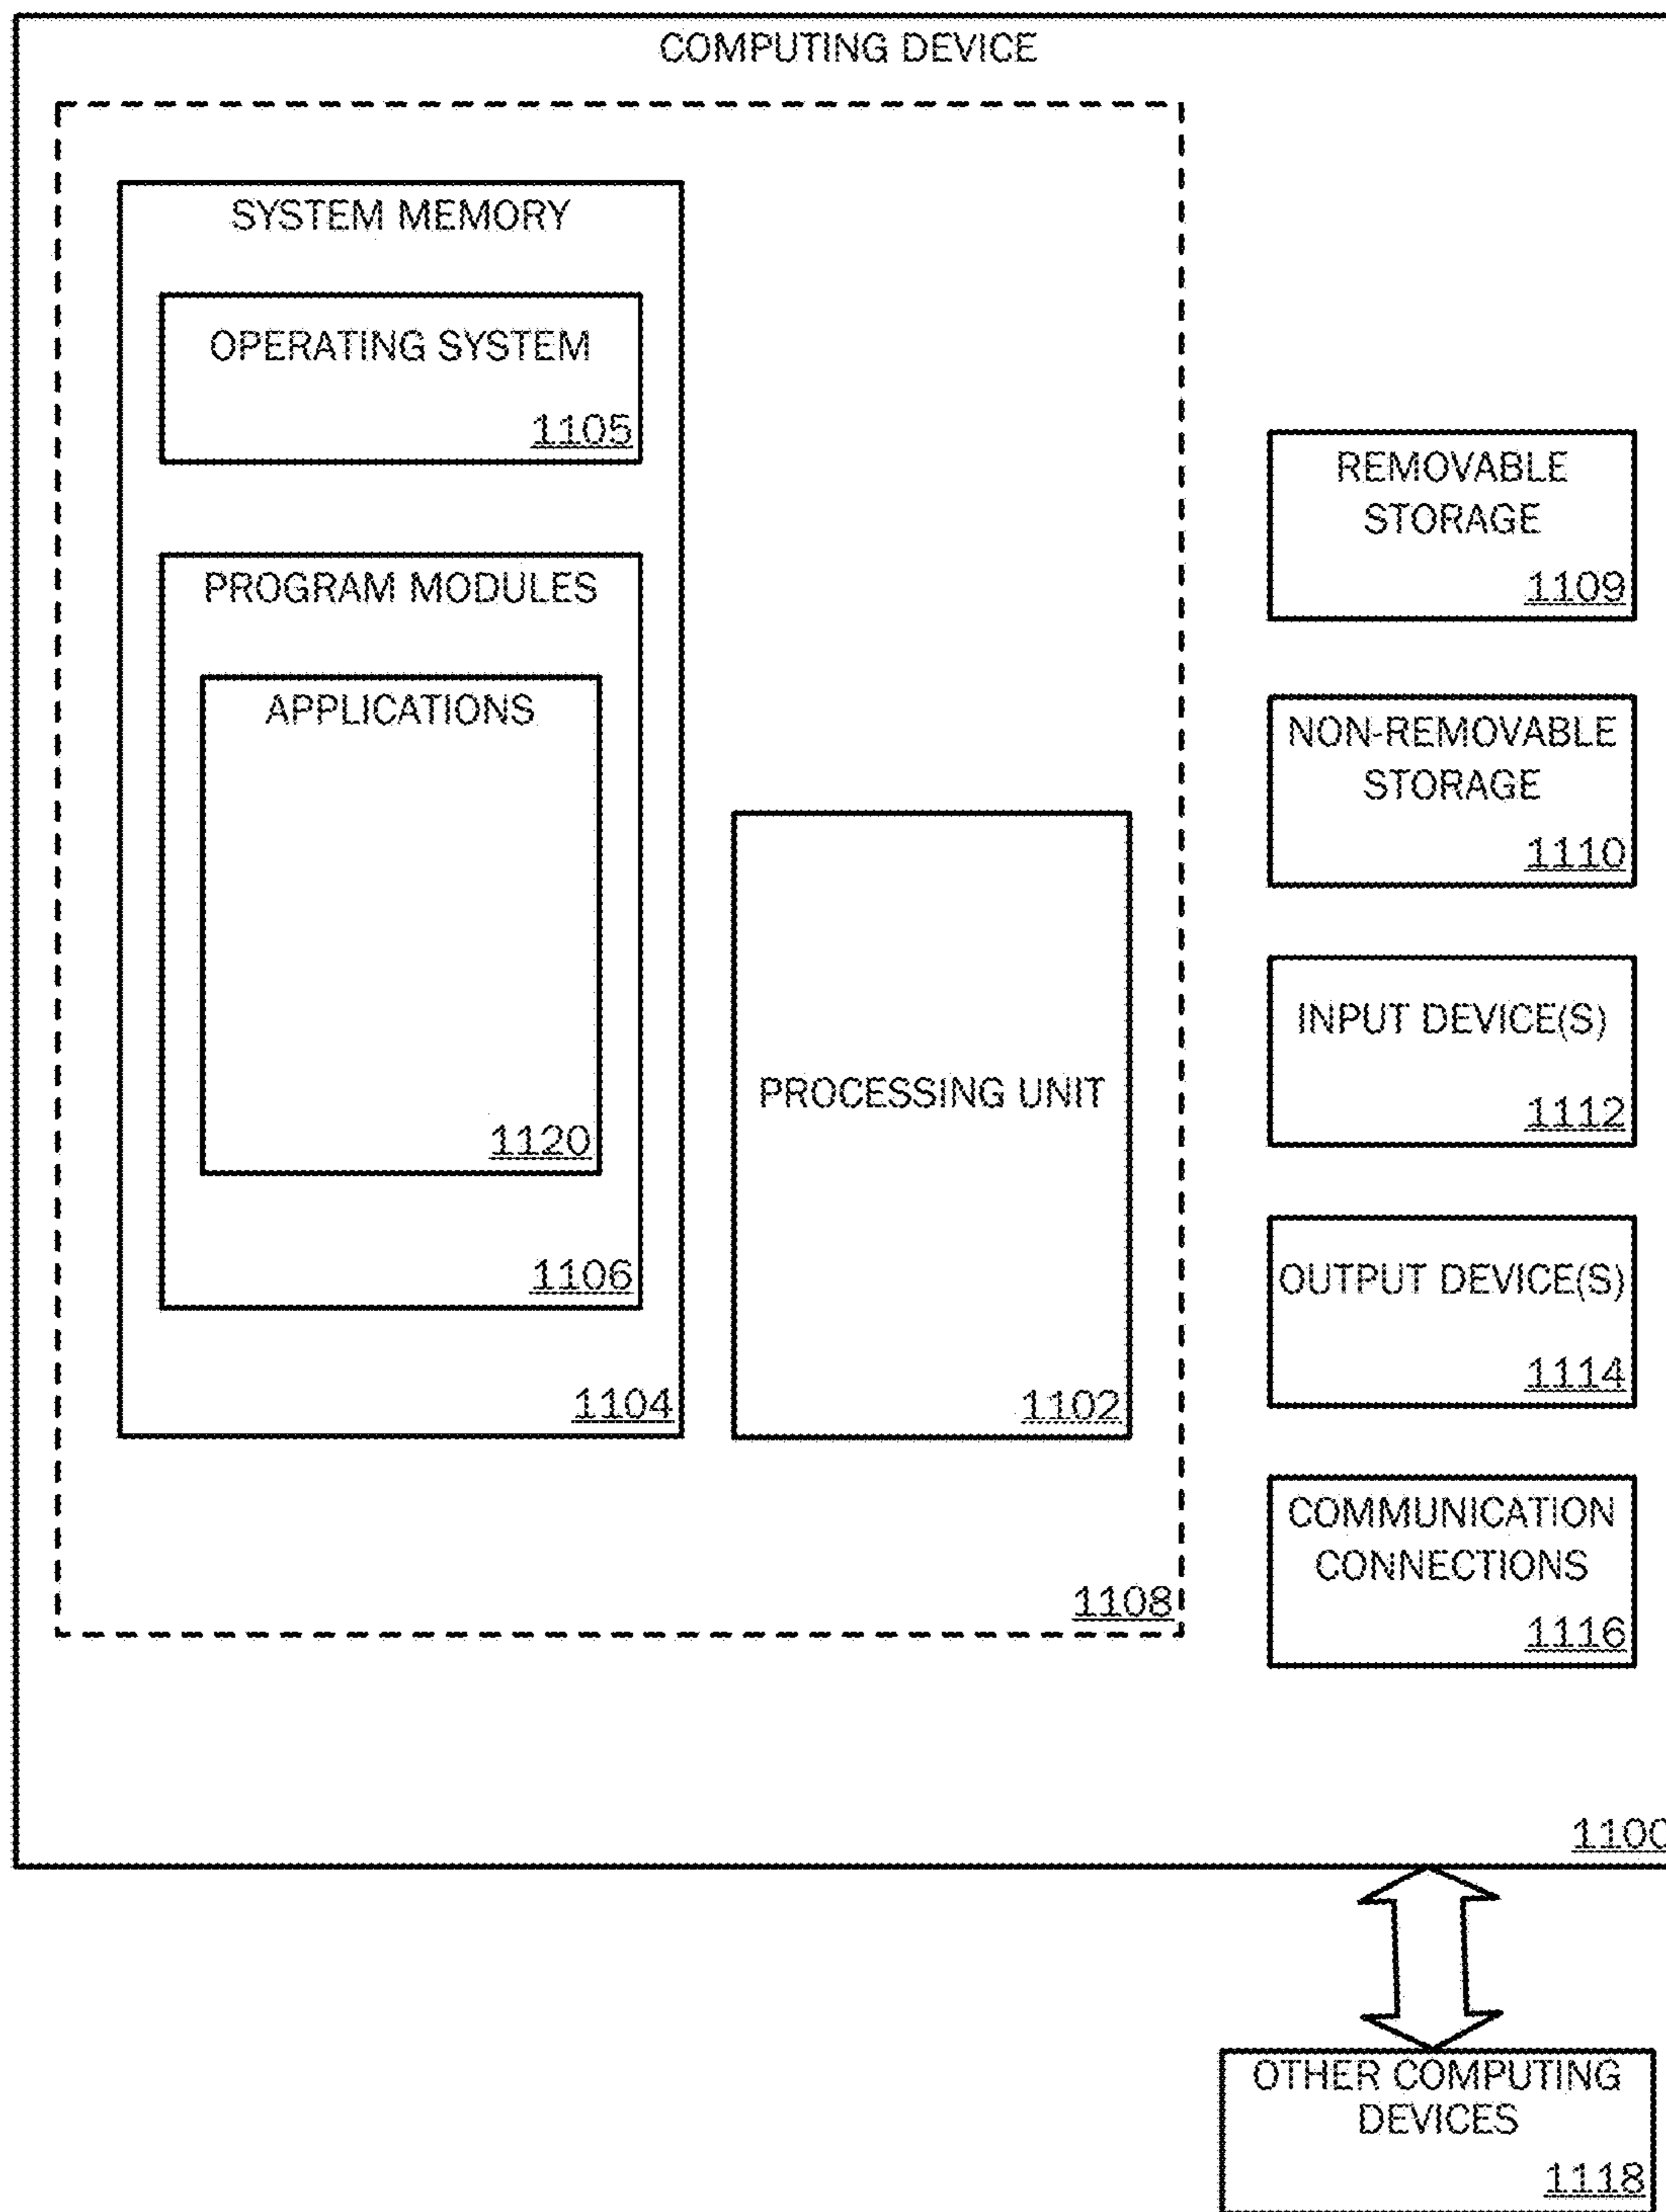 COMPUTING DEVICE
SYSTEM MEMORY
OPERATING SYSTEM
1105
PROGRAM MODULES
APPLICATIONS
1120
1106
1104
PROCESSING UNIT
1102
1108
REMOVABLE
STORAGE
1109
NON-REMOVABLE
STORAGE
1110
INPUT DEVICE(S)
1112
OUTPUT DEVICE(S)
1114
COMMUNICATION
CONNECTIONS
1116
1100
OTHER COMPUTING
DEVICES
1118